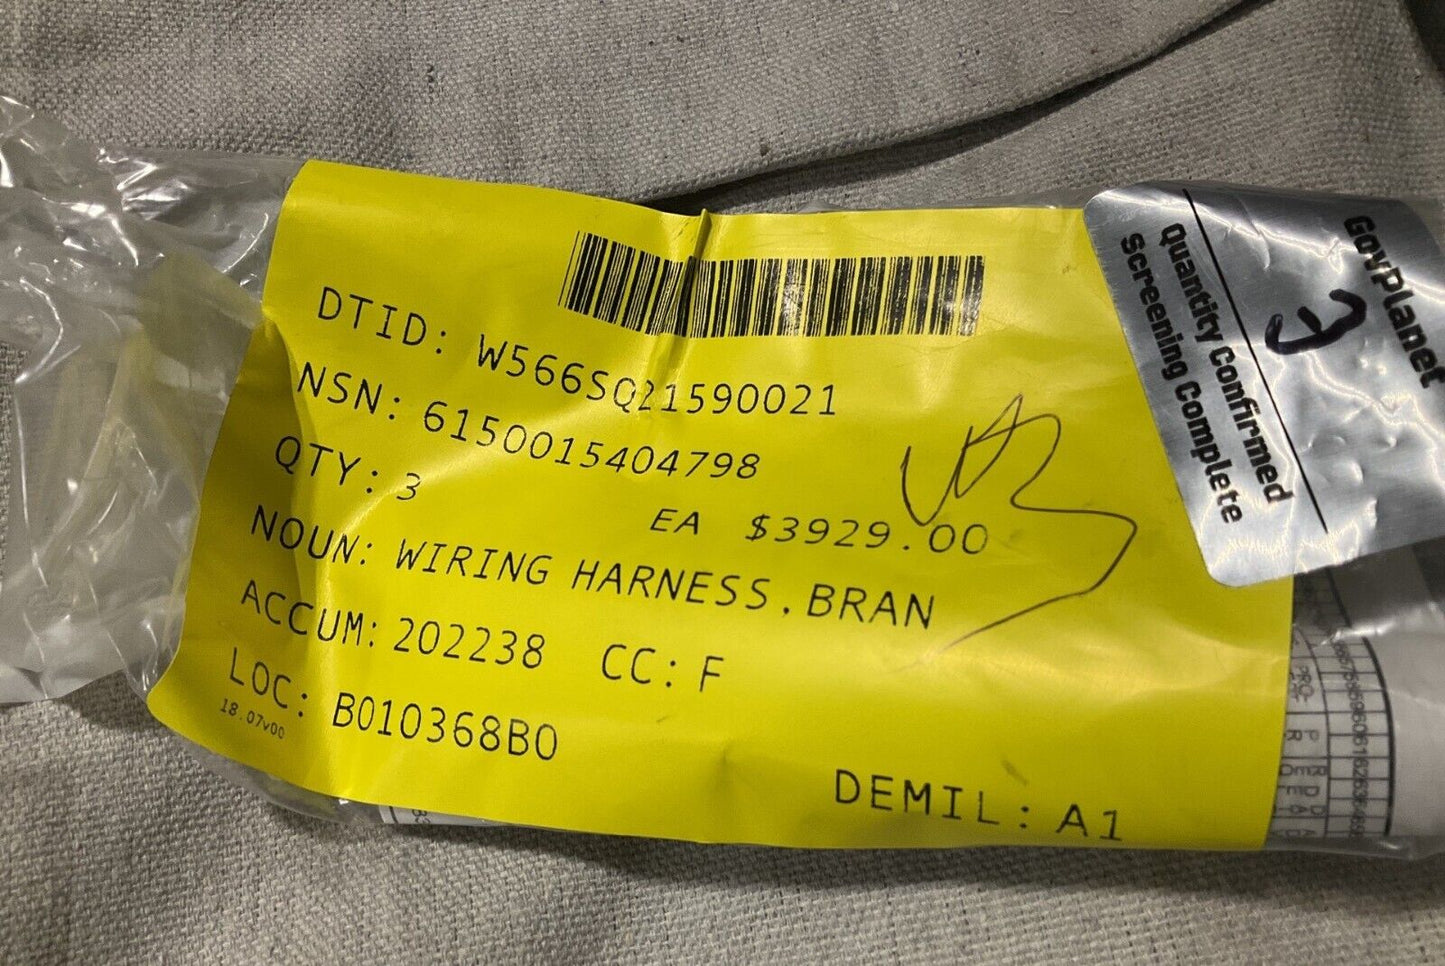 DTID: W566SQ21590021
NSN: 6150015404798
QTY: 3
EA $3929.00
NOUN: WIRING HARNESS,BRAN
ACCUM: 202238 CC: F
LOC: B010368B0
18.07v00
DEMIL: A1
GovPlanet
3
Quantity Confirmed
Screening Complete